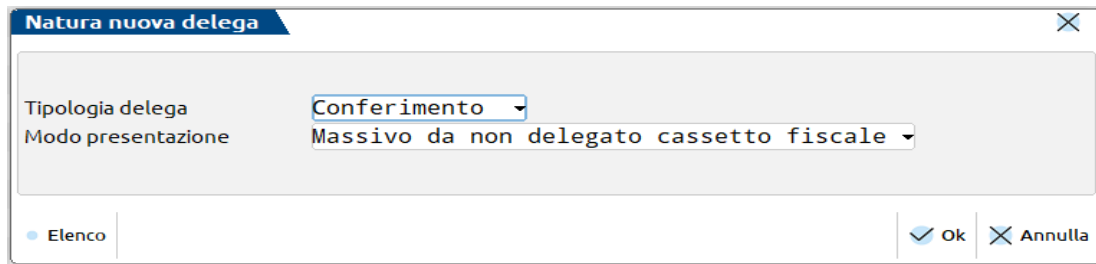 Natura nuova delega
Tipologia delega Conferimento
Modo presentazione Massivo da non delegato cassetto fiscale
Elenco Ok Annulla